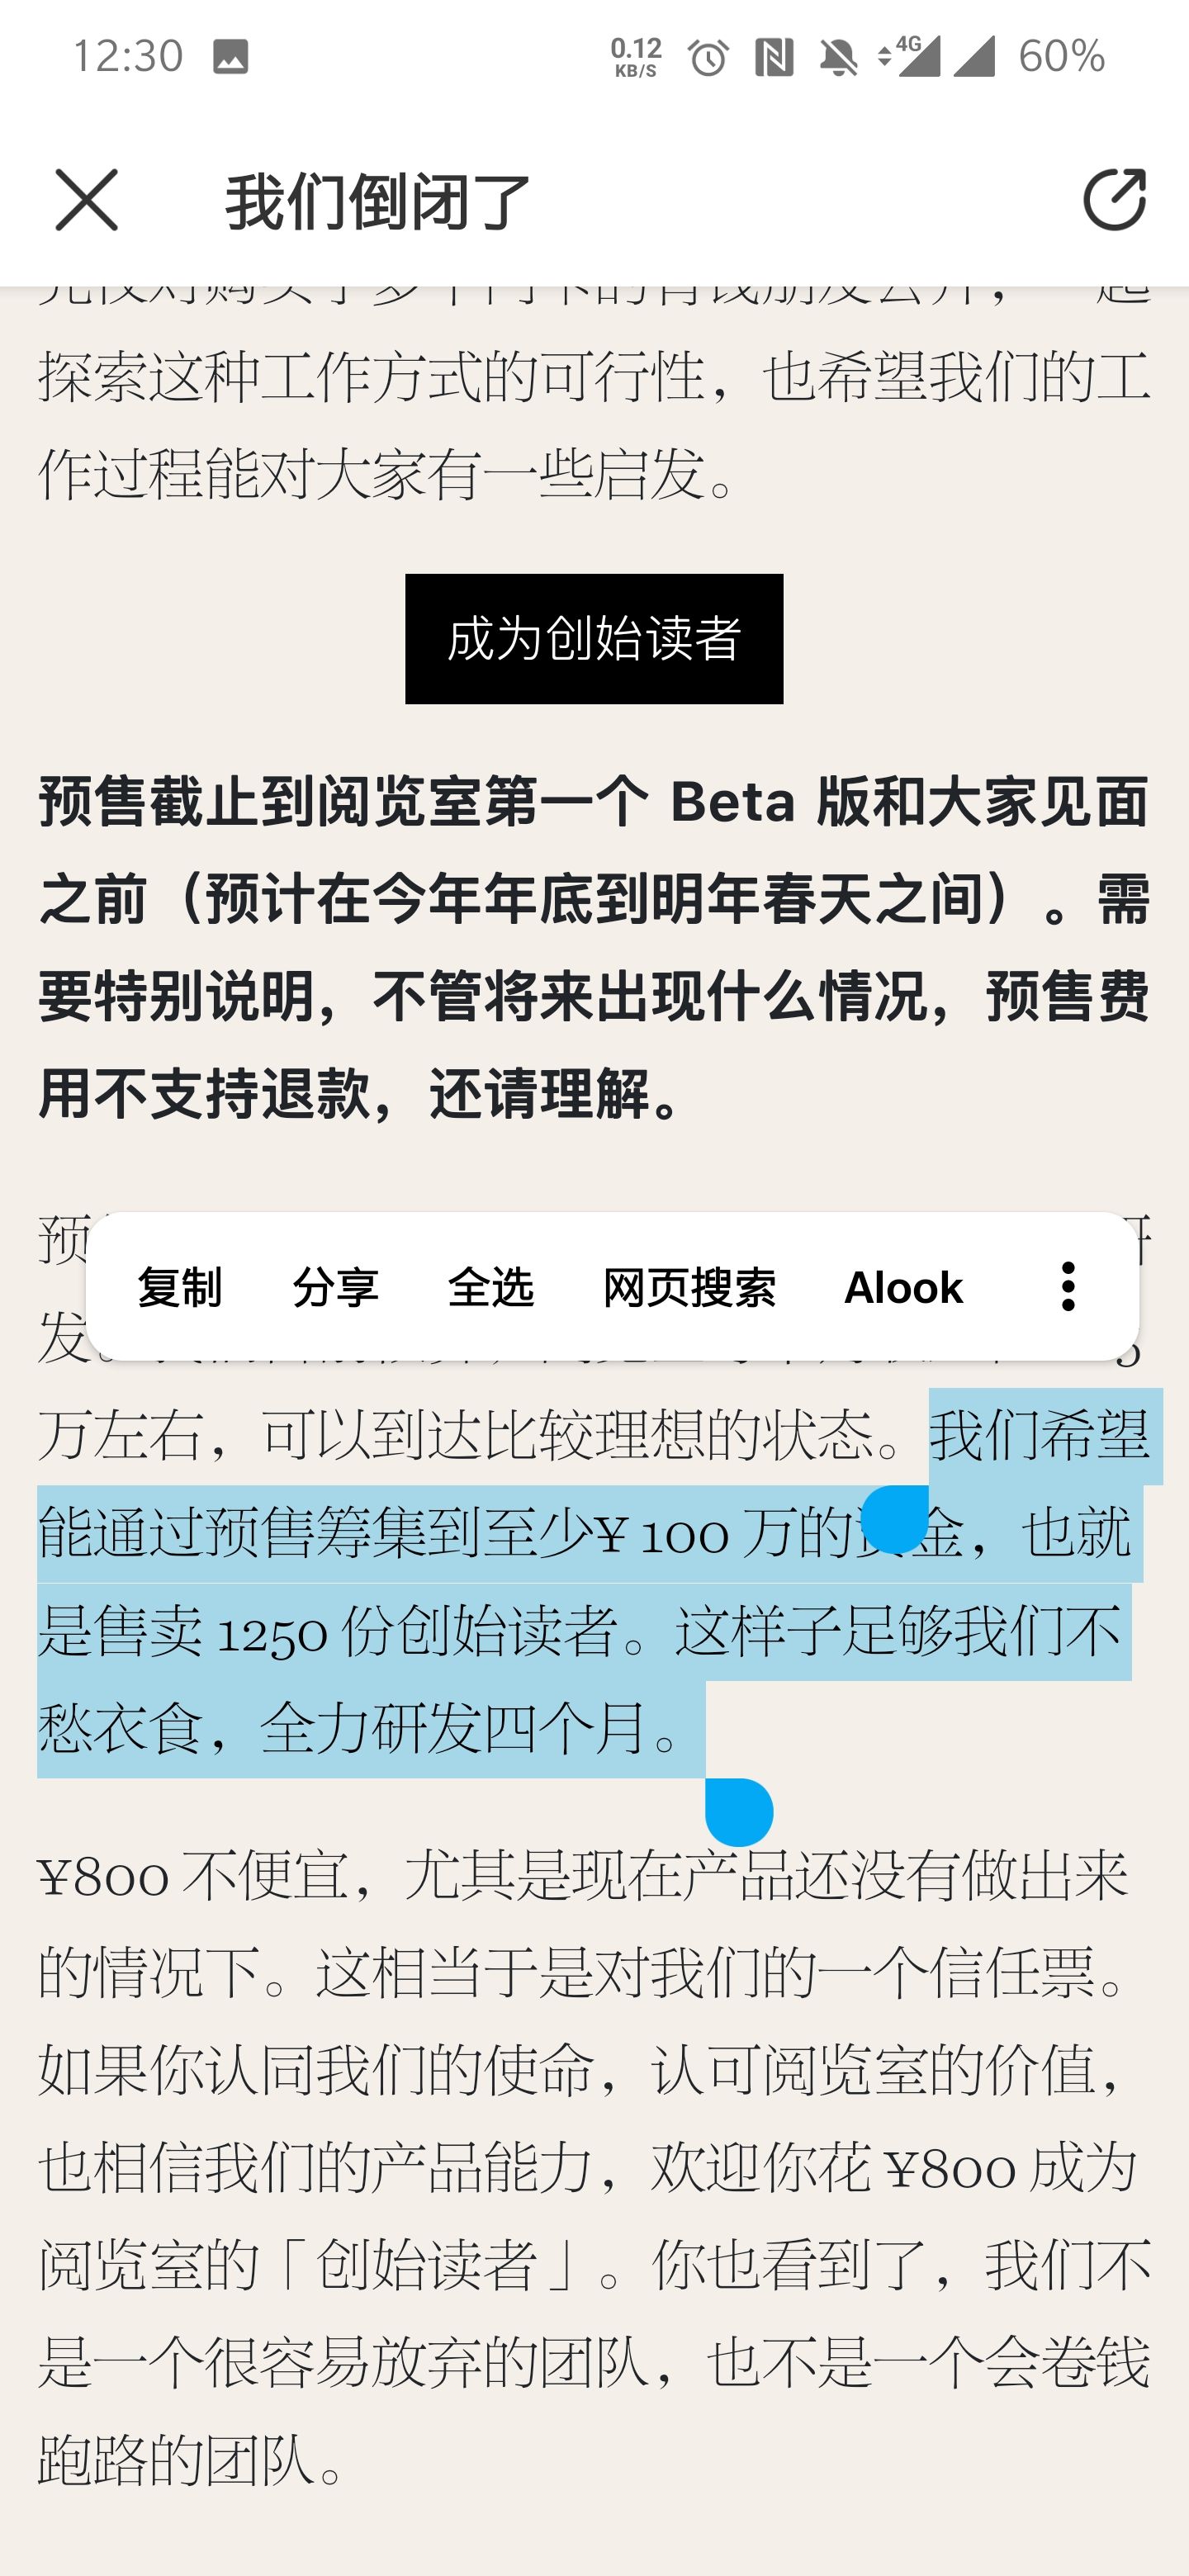 12:30
0.12
KB/S
4G
60%
我们倒闭了
探索这种工作方式的可行性，也希望我们的工
作过程能对大家有一些启发。
成为创始读者
预售截止到阅览室第一个 Beta 版和大家见面
之前（预计在今年年底到明年春天之间）。需
要特别说明，不管将来出现什么情况，预售费
用不支持退款，还请理解。
预
复制 分享 全选 网页搜索 Alook
发。
万左右，可以到达比较理想的状态。我们希望
能通过预售筹集到至少¥ 100 万的资金，也就
是售卖 1250 份创始读者。这样子足够我们不
愁衣食，全力研发四个月。
¥800 不便宜，尤其是现在产品还没有做出来
的情况下。这相当于是对我们的一个信任票。
如果你认同我们的使命，认可阅览室的价值，
也相信我们的产品能力，欢迎你花 ¥800 成为
阅览室的「创始读者」。你也看到了，我们不
是一个很容易放弃的团队，也不是一个会卷钱
跑路的团队。